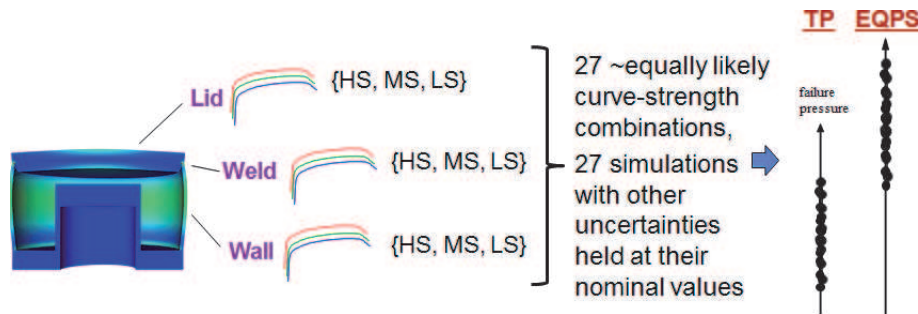 TP EQPS
Lid {HS, MS, LS}
Weld {HS, MS, LS}
Wall {HS, MS, LS}
27 ~equally likely
curve-strength
combinations,
27 simulations
with other
uncertainties
held at their
nominal values
failure
pressure